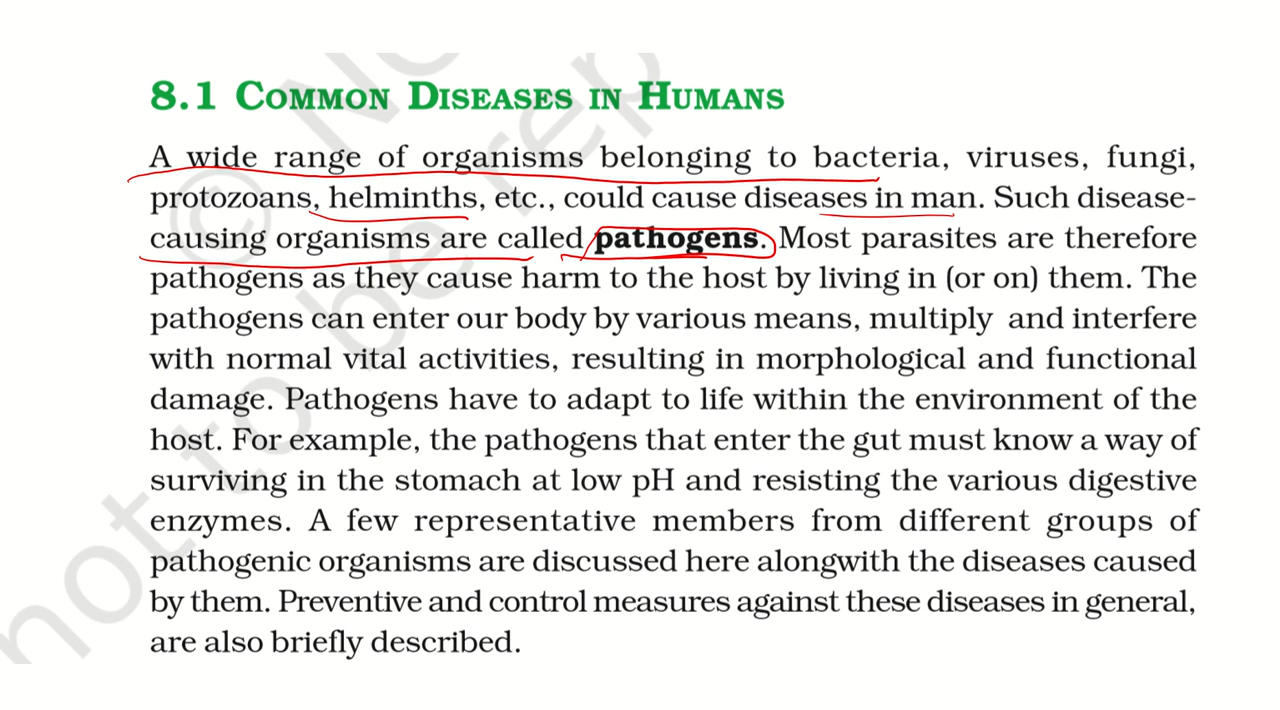 8.1 COMMON DISEASES IN HUMANS
A wide range of organisms belonging to bacteria, viruses, fungi,
protozoans, helminths, etc., could cause diseases in man. Such disease-
causing organisms are called pathogens. Most parasites are therefore
pathogens as they cause harm to the host by living in (or on) them. The
pathogens can enter our body by various means, multiply and interfere
with normal vital activities, resulting in morphological and functional
damage. Pathogens have to adapt to life within the environment of the
host. For example, the pathogens that enter the gut must know a way of
surviving in the stomach at low pH and resisting the various digestive
enzymes. A few representative members from different groups of
pathogenic organisms are discussed here alongwith the diseases caused
by them. Preventive and control measures against these diseases in general,
are also briefly described.
© N
not to be rep